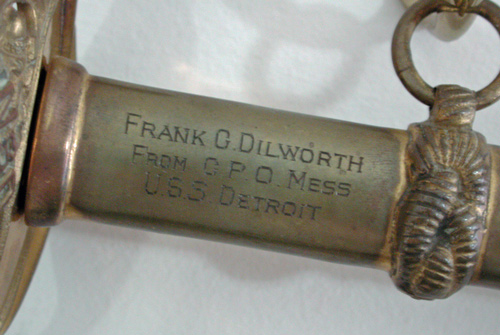 FRANK C. DILWORTH
FROM C.P.O. MESS
U.S.S. DETROIT